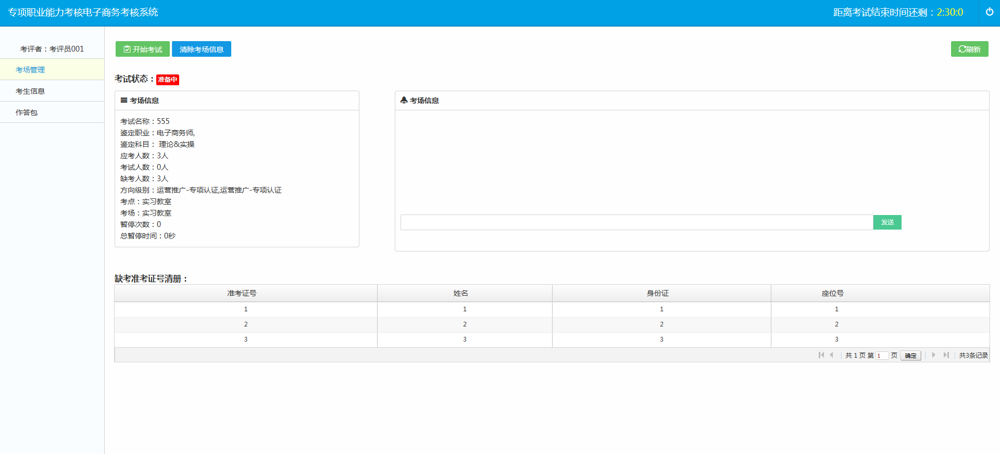 专项职业能力考核电子商务考核系统
距离考试结束时间还剩：2:30:0
考评者：考评员001
考场管理
考生信息
作答包
开始考试 清除考场信息 刷新
考试状态： 准备中
考场信息
考试名称：555
鉴定职业：电子商务师,
鉴定科目： 理论&实操
应考人数：3人
考试人数：0人
缺考人数：3人
方向级别：运营推广-专项认证,运营推广-专项认证
考点：实习教室
考场：实习教室
暂停次数：0
总暂停时间：0秒
考场信息
发送
缺考准考证号清册：
准考证号 姓名 身份证 座位号
1 1 1 1
2 2 2 2
3 3 3 3
共 1 页 第 1 页 确定 共3条记录